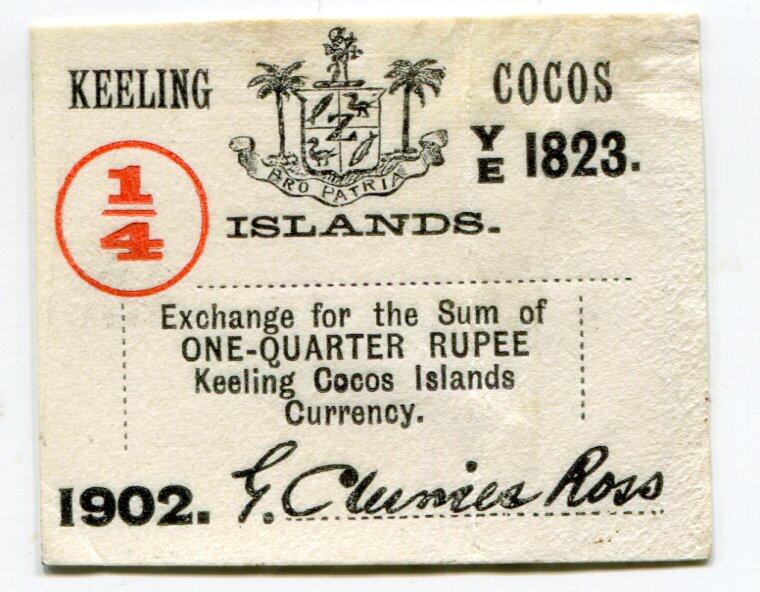 KEELING COCOS
YE 1823.
1/4
Z
PRO PATRIA
ISLANDS.
Exchange for the Sum of
ONE-QUARTER RUPEE
Keeling Cocos Islands
Currency.
1902. G. Clunies Ross